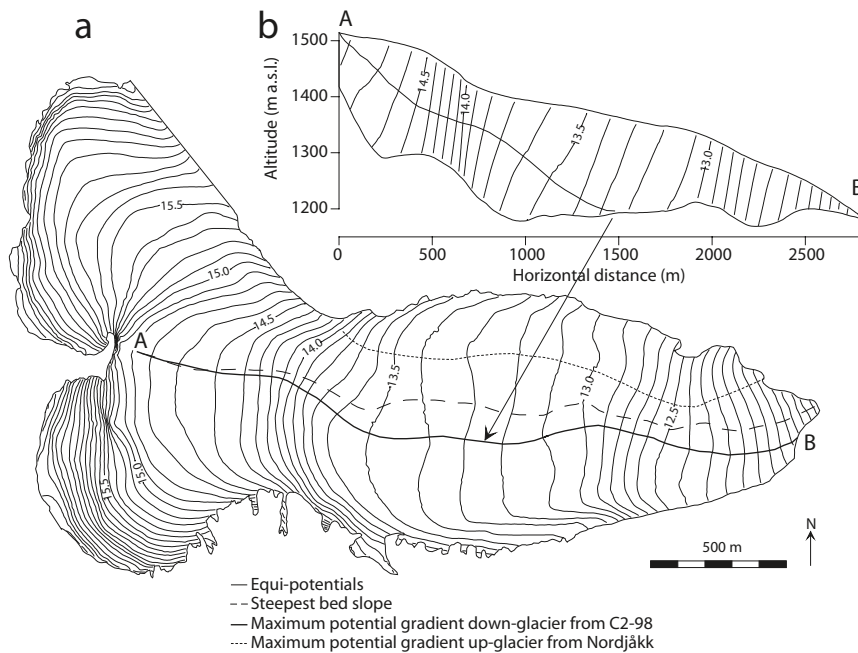 a
b
A
1500
1400
1300
1200
Altitude (m a.s.l.)
14.5
14.0
13.5
13.0
B
0
500
1000
1500
2000
2500
Horizontal distance (m)
15.5
15.0
14.5
14.0
13.5
13.0
12.5
A
B
15.0
15.5
500 m
N
Equi-potentials
Steepest bed slope
Maximum potential gradient down-glacier from C2-98
Maximum potential gradient up-glacier from Nordjåkk